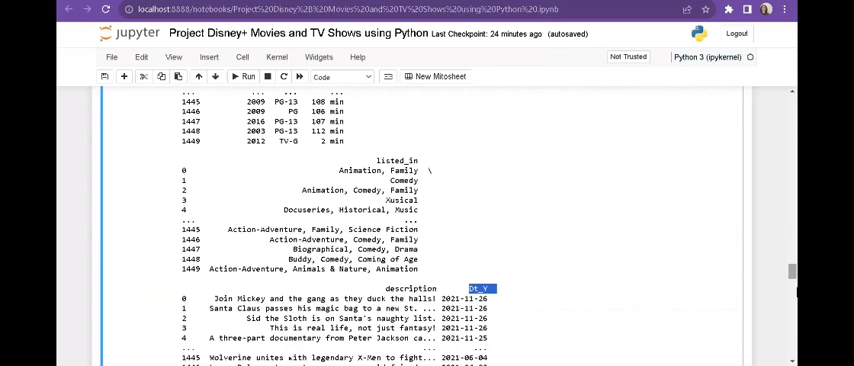 localhost:8888/notebooks/Project%20Disney%2B%20Movies%20and%20TV%20Shows%20using%20Python%20.ipynb
jupyter Project Disney+ Movies and TV Shows using Python Last Checkpoint: 24 minutes ago (autosaved) Logout
File Edit View Insert Cell Kernel Widgets Help Not Trusted Python 3 (ipykernel)
Run Code New Mitosheet
... ... ... ...
1445 2009 PG-13 108 min
1446 2009 PG 106 min
1447 2016 PG-13 107 min
1448 2003 PG-13 112 min
1449 2012 TV-G 2 min
listed_in
0 Animation, Family \
1 Comedy
2 Animation, Comedy, Family
3 Musical
4 Docuseries, Historical, Music
... ...
1445 Action-Adventure, Family, Science Fiction
1446 Action-Adventure, Comedy, Family
1447 Biographical, Comedy, Drama
1448 Buddy, Comedy, Coming of Age
1449 Action-Adventure, Animals & Nature, Animation
description Dt_Y
0 Join Mickey and the gang as they duck the halls! 2021-11-26
1 Santa Claus passes his magic bag to a new St. ... 2021-11-26
2 Sid the Sloth is on Santa's naughty list. 2021-11-26
3 This is real life, not just fantasy! 2021-11-26
4 A three-part documentary from Peter Jackson ca... 2021-11-25
... ... ...
1445 Wolverine unites with legendary X-Men to fight... 2021-06-04